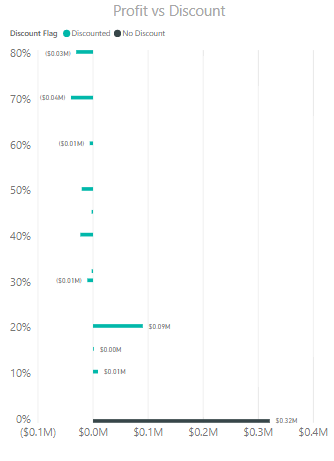 Profit vs Discount
Discount Flag Discounted No Discount
80% ($0.03M)
70% ($0.04M)
60% ($0.01M)
50%
40%
30% ($0.01M)
20% $0.09M
$0.00M
10% $0.01M
0% $0.32M
($0.1M) $0.0M $0.1M $0.2M $0.3M $0.4M